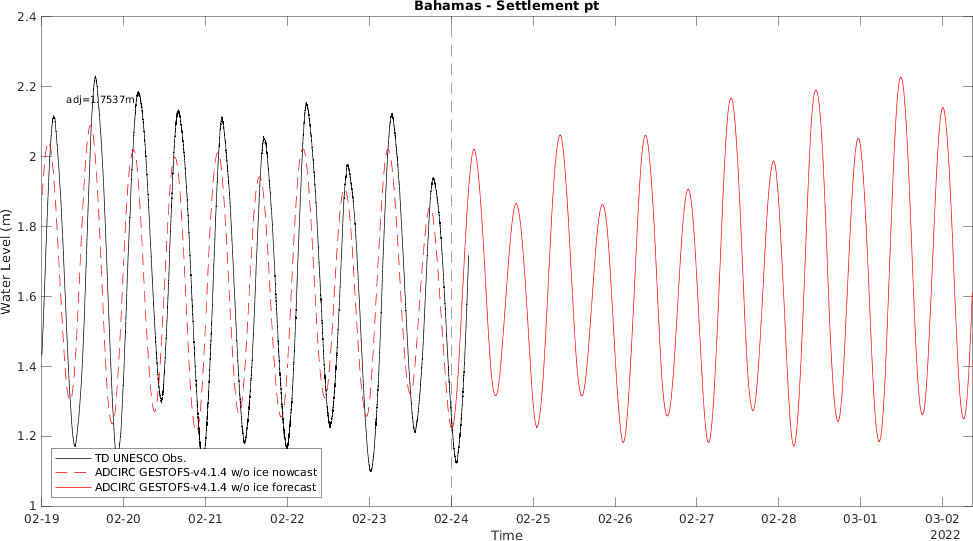 Bahamas - Settlement pt
2.4
2.2
2
1.8
1.6
1.4
1.2
1
Water Level (m)
adj=1.7537m
TD UNESCO Obs.
ADCIRC GESTOFS-v4.1.4 w/o ice nowcast
ADCIRC GESTOFS-v4.1.4 w/o ice forecast
02-19 02-20 02-21 02-22 02-23 02-24 02-25 02-26 02-27 02-28 03-01 03-02
2022
Time